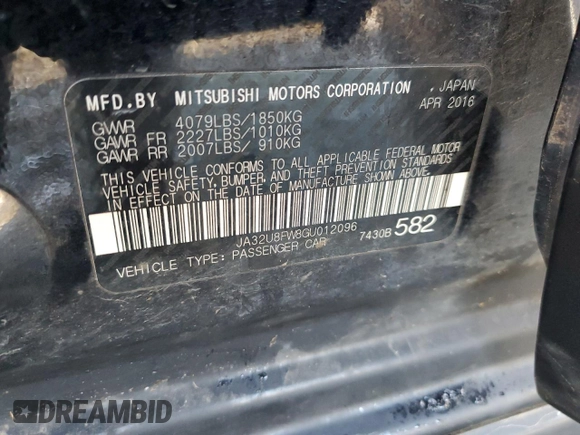 MFD.BY MITSUBISHI MOTORS CORPORATION , JAPAN
APR 2016
GVWR 4079LBS/1850KG
GAWR FR 2227LBS/1010KG
GAWR RR 2007LBS/ 910KG
THIS VEHICLE CONFORMS TO ALL APPLICABLE FEDERAL MOTOR
VEHICLE SAFETY, BUMPER, AND THEFT PREVENTION STANDARDS
IN EFFECT ON THE DATE OF MANUFACTURE SHOWN ABOVE.
JA32U8FW8GU012096
7430B 582
VEHICLE TYPE: PASSENGER CAR
DREAMBID